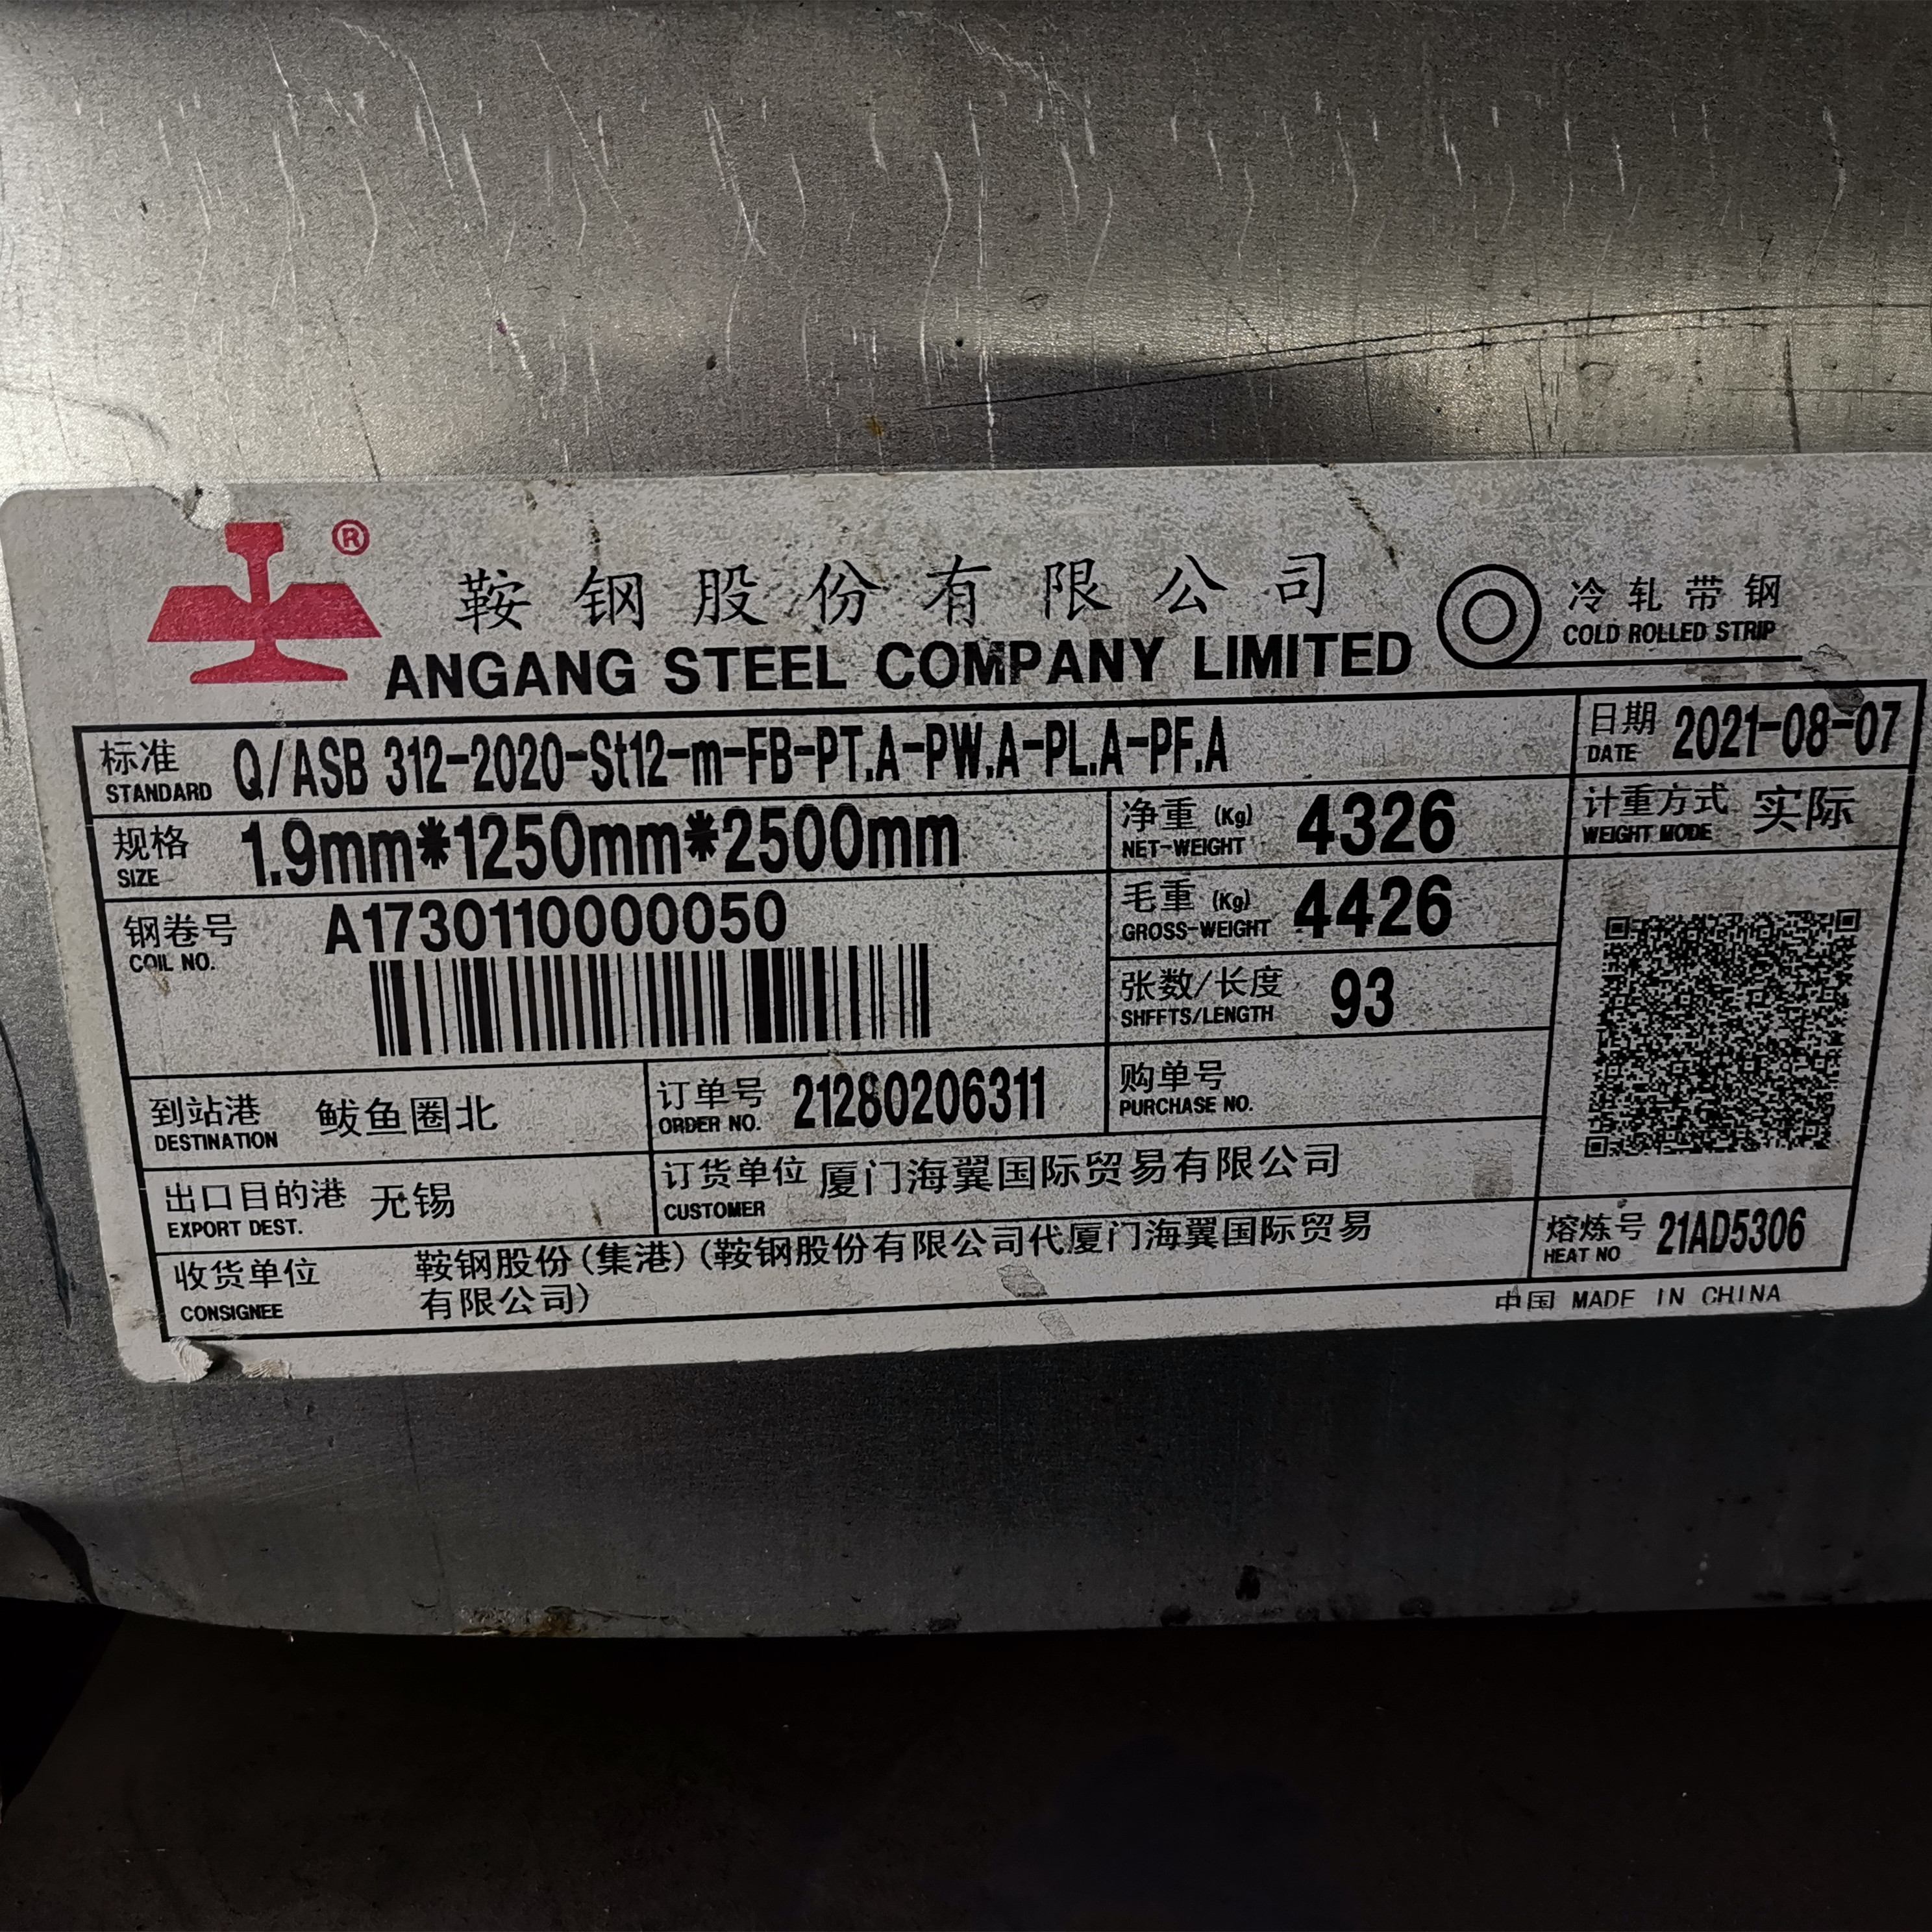 ®
鞍钢股份有限公司
ANGANG STEEL COMPANY LIMITED
冷轧带钢
COLD ROLLED STRIP
标准 Q/ASB 312-2020-St12-m-FB-PT.A-PW.A-PL.A-PF.A
STANDARD
日期 2021-08-07
DATE
规格 1.9mm*1250mm*2500mm
SIZE
净重 (Kg) 4326
NET-WEIGHT
计重方式 实际
WEIGHT MODE
钢卷号 A1730110000050
COIL NO.
毛重 (Kg) 4426
GROSS-WEIGHT
张数/长度 93
SHFFTS/LENGTH
到站港 鲅鱼圈北
DESTINATION
订单号 21280206311
ORDER NO.
购单号
PURCHASE NO.
出口目的港 无锡
EXPORT DEST.
订货单位 厦门海翼国际贸易有限公司
CUSTOMER
收货单位 鞍钢股份(集港)(鞍钢股份有限公司代厦门海翼国际贸易
有限公司)
CONSIGNEE
熔炼号 21AD5306
HEAT NO
中国 MADE IN CHINA